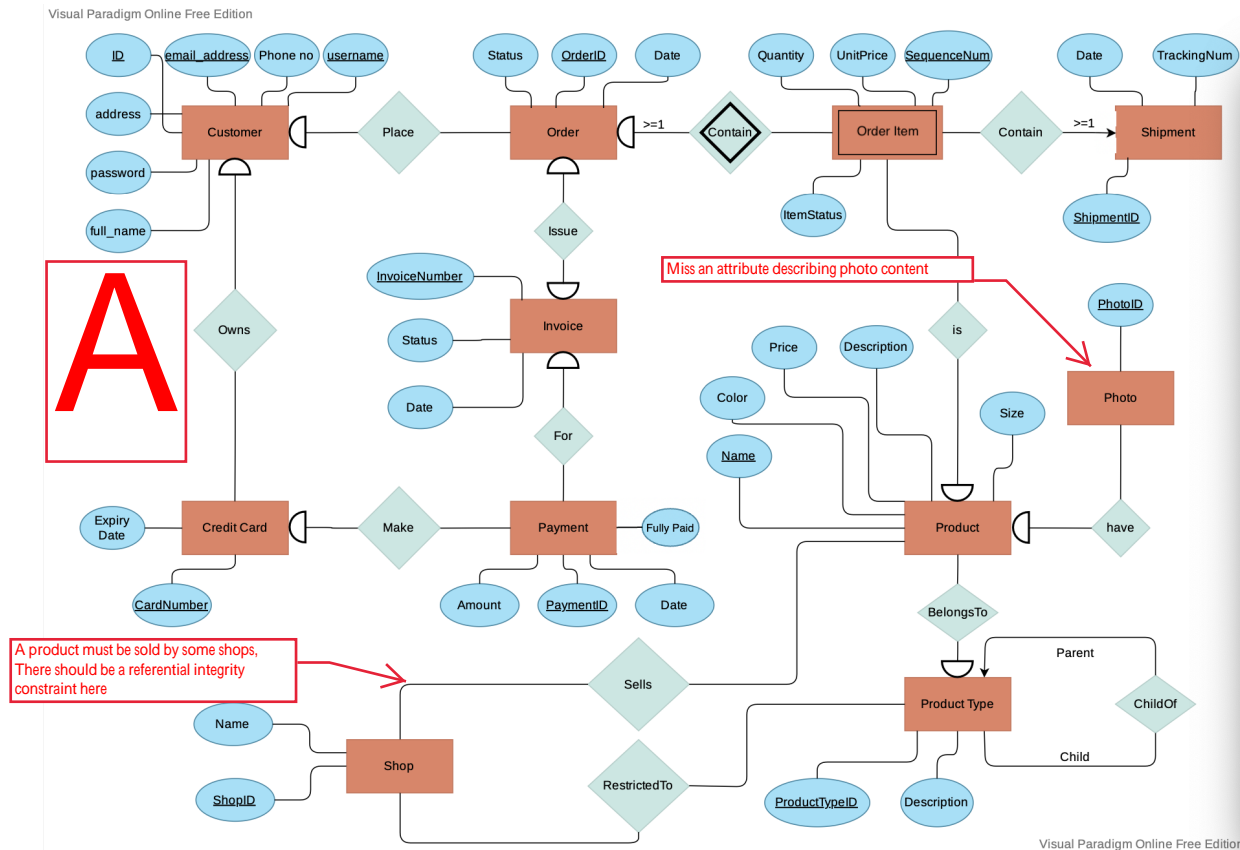 Visual Paradigm Online Free Edition
ID
email_address
Phone no
username
Status
OrderID
Date
Quantity
UnitPrice
SequenceNum
Date
TrackingNum
address
Customer
Place
Order
>=1
Contain
Order Item
Contain
>=1
Shipment
password
full_name
Issue
ItemStatus
ShipmentID
A
InvoiceNumber
Miss an attribute describing photo content
PhotoID
Owns
Status
Invoice
is
Price
Description
Date
Color
Size
Photo
For
Name
Expiry
Date
Credit Card
Make
Payment
Fully Paid
Product
have
CardNumber
Amount
PaymentID
Date
BelongsTo
A product must be sold by some shops,
There should be a referential integrity
constraint here
Sells
Parent
Product Type
ChildOf
Name
Child
Shop
RestrictedTo
ShopID
ProductTypeID
Description
Visual Paradigm Online Free Edition